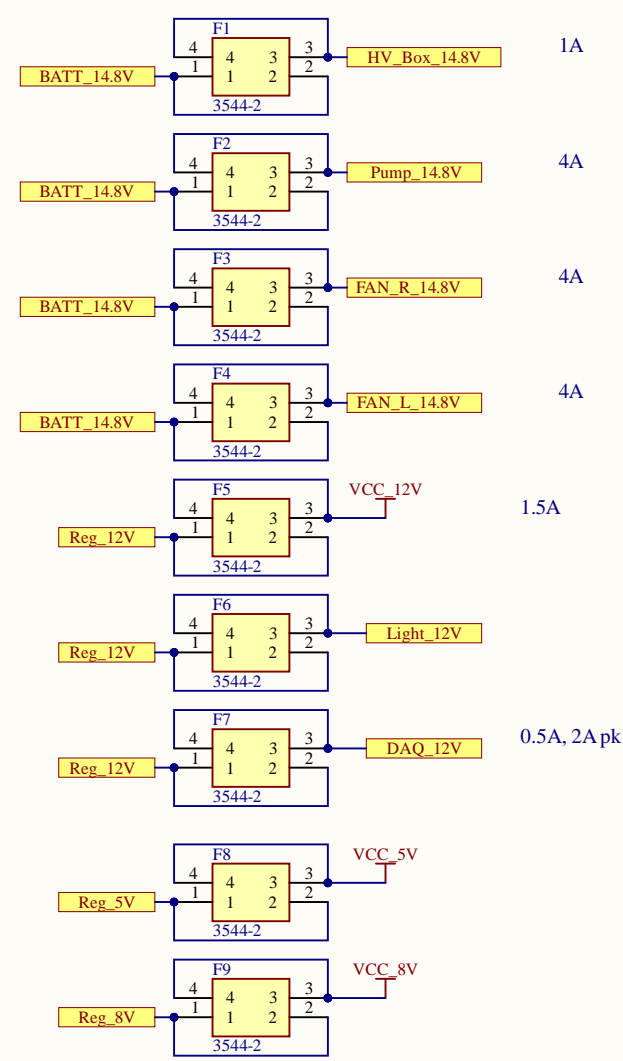 F1
4 4 3 3 HV_Box_14.8V 1A
BATT_14.8V 1 1 2 2
3544-2
F2
4 4 3 3 Pump_14.8V 4A
BATT_14.8V 1 1 2 2
3544-2
F3
4 4 3 3 FAN_R_14.8V 4A
BATT_14.8V 1 1 2 2
3544-2
F4
4 4 3 3 FAN_L_14.8V 4A
BATT_14.8V 1 1 2 2
3544-2
F5 VCC_12V
4 4 3 3 1.5A
Reg_12V 1 1 2 2
3544-2
F6
4 4 3 3 Light_12V
Reg_12V 1 1 2 2
3544-2
F7
4 4 3 3 DAQ_12V 0.5A, 2A pk
Reg_12V 1 1 2 2
3544-2
F8 VCC_5V
4 4 3 3
Reg_5V 1 1 2 2
3544-2
F9 VCC_8V
4 4 3 3
Reg_8V 1 1 2 2
3544-2